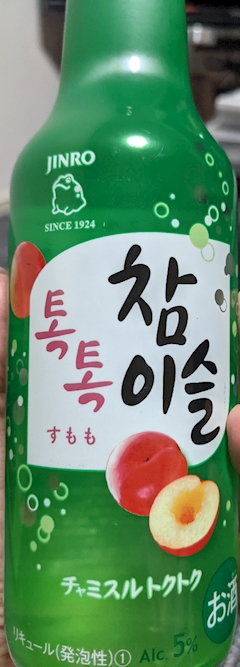 JINRO
SINCE 1924
참
이슬
톡
톡
すもも
チャミスル トクトク
お酒
リキュール(発泡性)①
Alc. 5%